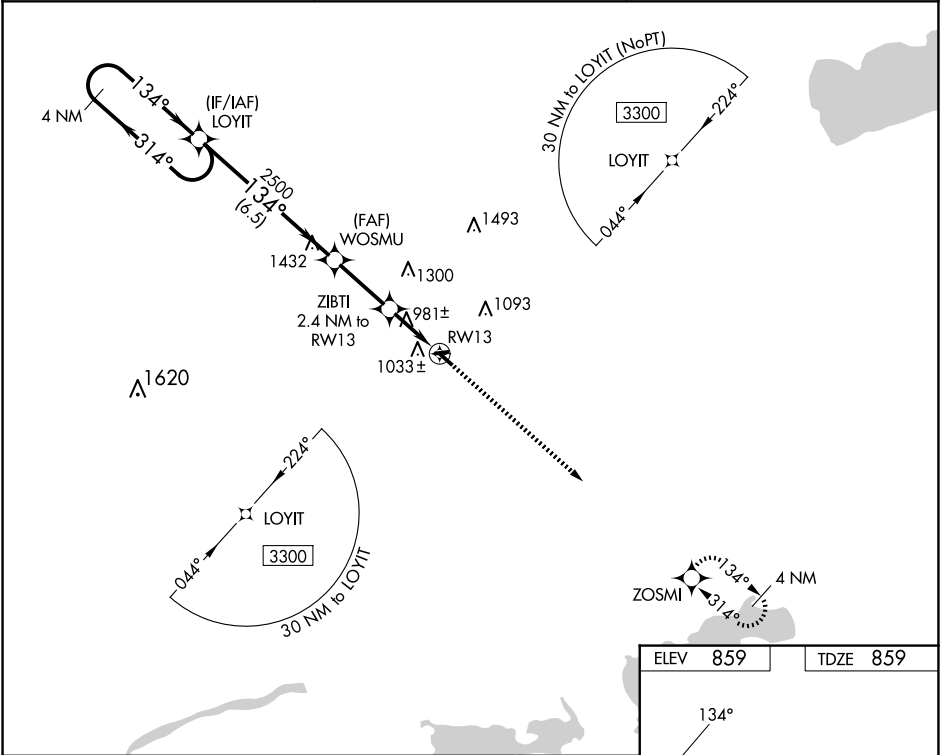 134°
4 NM
314°
(IF/IAF)
LOYIT
2500
134°
(6.5)
30 NM to LOYIT (NoPT)
3300
224°
LOYIT
044°
1493
(FAF)
WOSMU
1432
1300
ZIBTI
2.4 NM to
RW13
981±
1093
RW13
1033±
1620
224°
LOYIT
3300
044°
30 NM to LOYIT
ZOSMI
134°
4 NM
314°
ELEV 859
TDZE 859
134°